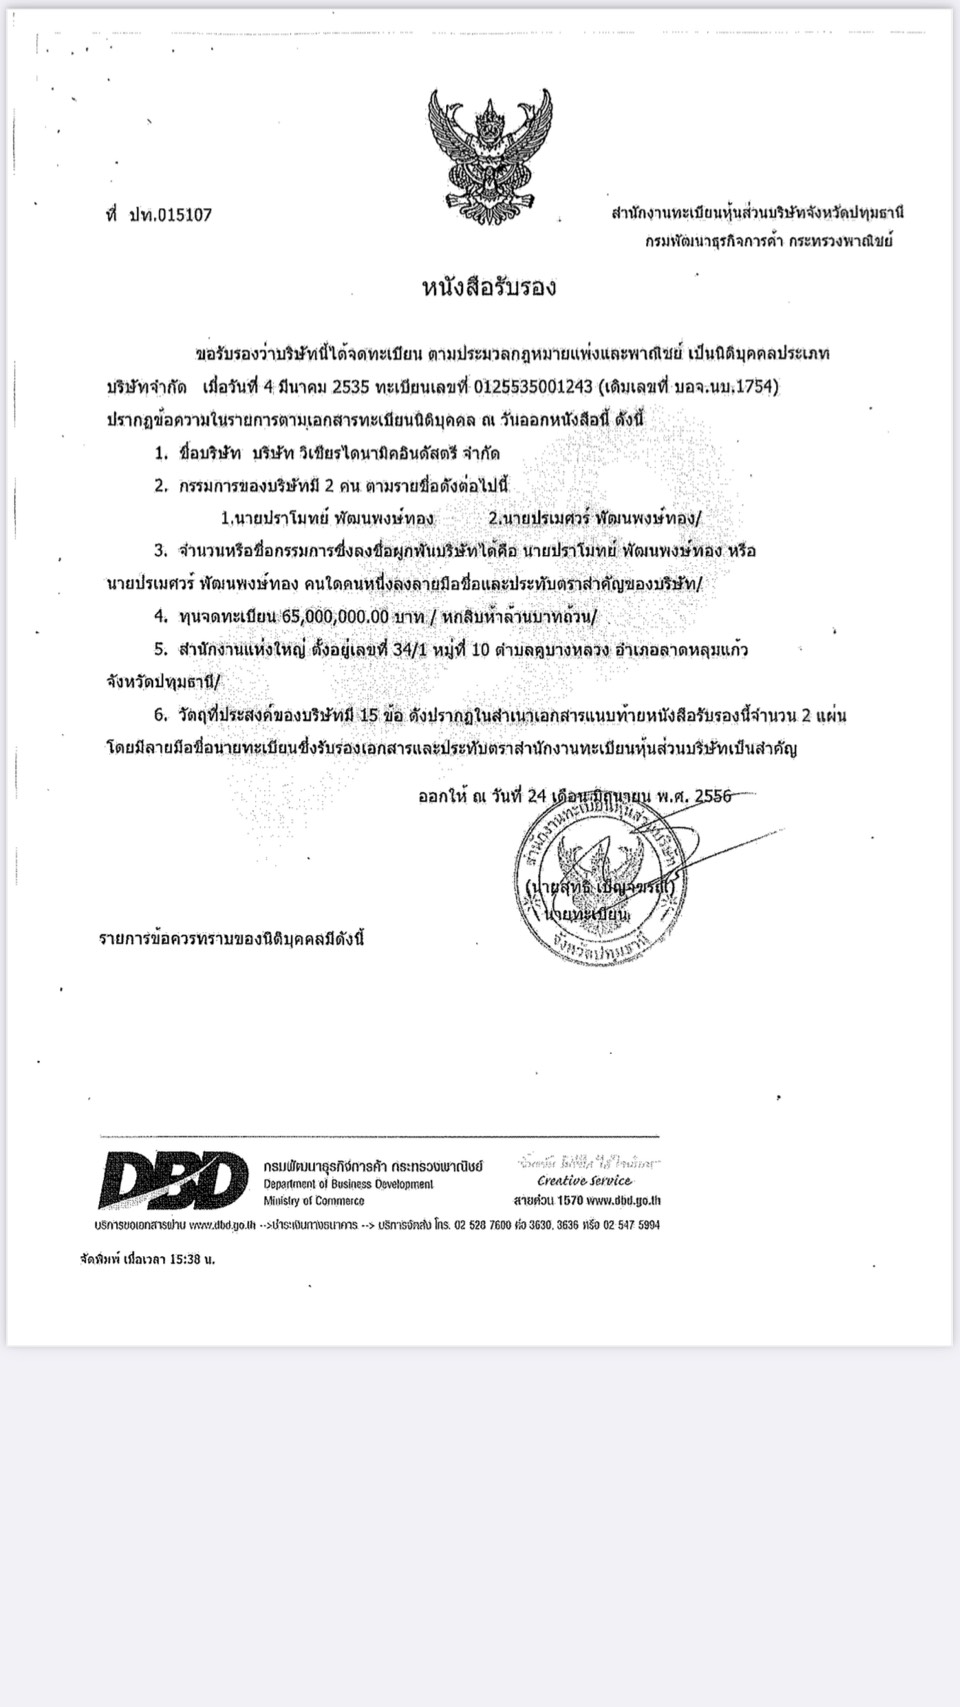 ที่ ปท.015107
สำนักงานทะเบียนหุ้นส่วนบริษัทจังหวัดปทุมธานี
กรมพัฒนาธุรกิจการค้า กระทรวงพาณิชย์
หนังสือรับรอง
ขอรับรองว่าบริษัทนี้ได้จดทะเบียน ตามประมวลกฎหมายแพ่งและพาณิชย์ เป็นนิติบุคคลประเภท
บริษัทจำกัด เมื่อวันที่ 4 มีนาคม 2535 ทะเบียนเลขที่ 0125535001243 (เดิมเลขที่ บอจ.นบ.1754)
ปรากฏข้อความในรายการตามเอกสารทะเบียนนิติบุคคล ณ วันออกหนังสือนี้ ดังนี้
1. ชื่อบริษัท บริษัท วิเชียรไดนามิคอินดัสตรี จำกัด
2. กรรมการของบริษัทมี 2 คน ตามรายชื่อดังต่อไปนี้
1.นายปราโมทย์ พัฒนพงษ์ทอง 2.นายปรเมศวร์ พัฒนพงษ์ทอง/
3. จำนวนหรือชื่อกรรมการซึ่งลงชื่อผูกพันบริษัทได้คือ นายปราโมทย์ พัฒนพงษ์ทอง หรือ
นายปรเมศวร์ พัฒนพงษ์ทอง คนใดคนหนึ่งลงลายมือชื่อและประทับตราสำคัญของบริษัท/
4. ทุนจดทะเบียน 65,000,000.00 บาท / หกสิบห้าล้านบาทถ้วน/
5. สำนักงานแห่งใหญ่ ตั้งอยู่เลขที่ 34/1 หมู่ที่ 10 ตำบลคูบางหลวง อำเภอลาดหลุมแก้ว
จังหวัดปทุมธานี/
6. วัตถุที่ประสงค์ของบริษัทมี 15 ข้อ ดังปรากฏในสำเนาเอกสารแนบท้ายหนังสือรับรองนี้จำนวน 2 แผ่น
โดยมีลายมือชื่อนายทะเบียนซึ่งรับรองเอกสารและประทับตราสำนักงานทะเบียนหุ้นส่วนบริษัทเป็นสำคัญ
ออกให้ ณ วันที่ 24 เดือน มิถุนายน พ.ศ. 2556
สำนักงานทะเบียนหุ้นส่วนบริษัท
(นายสุทธิ
นายทะเบียน
จังหวัดปทุมธานี
รายการข้อควรทราบของนิติบุคคลมีดังนี้
DBD
กรมพัฒนาธุรกิจการค้า กระทรวงพาณิชย์
Department of Business Development
Ministry of Commerce
Creative Service
สายด่วน 1570 www.dbd.go.th
บริการขอเอกสารผ่าน www.dbd.go.th -->ชำระเงินทางธนาคาร --> บริการจัดส่ง โทร. 02 528 7600 ต่อ 3630, 3636 หรือ 02 547 5994
จัดพิมพ์ เมื่อเวลา 15:38 น.